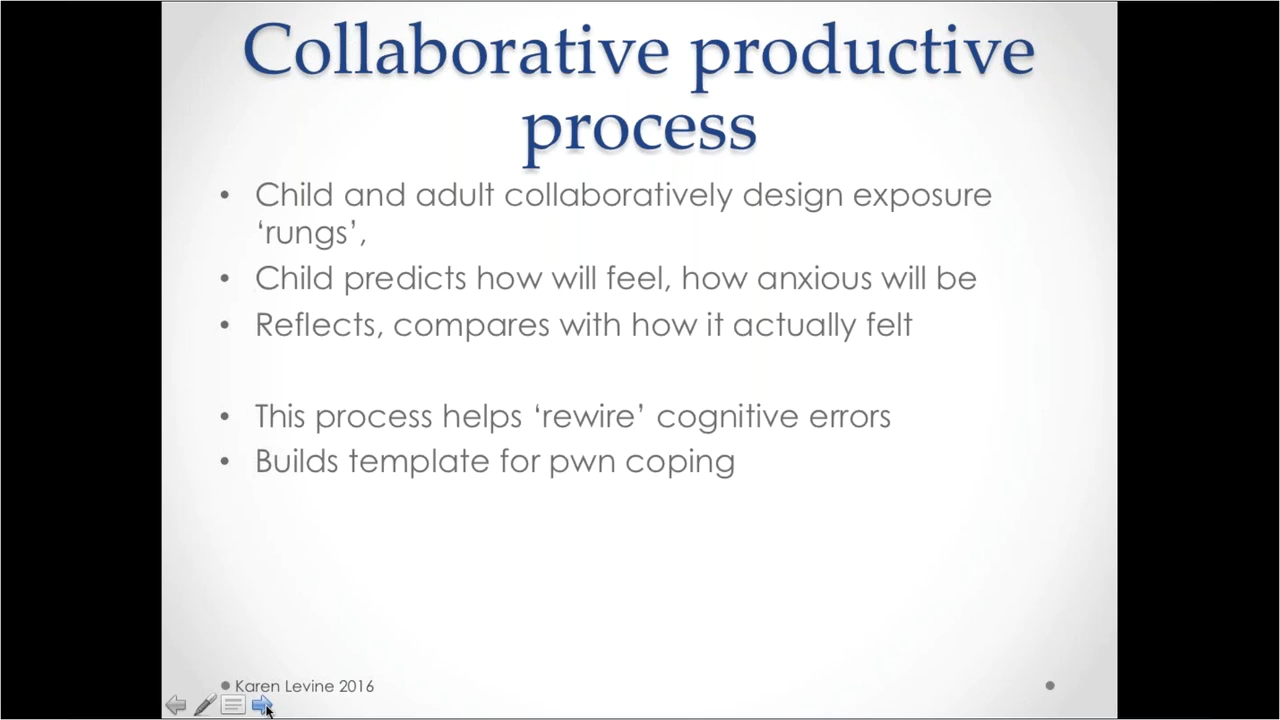 Collaborative productive
process
• Child and adult collaboratively design exposure
‘rungs’,
• Child predicts how will feel, how anxious will be
• Reflects, compares with how it actually felt
• This process helps ‘rewire’ cognitive errors
• Builds template for pwn coping
• Karen Levine 2016